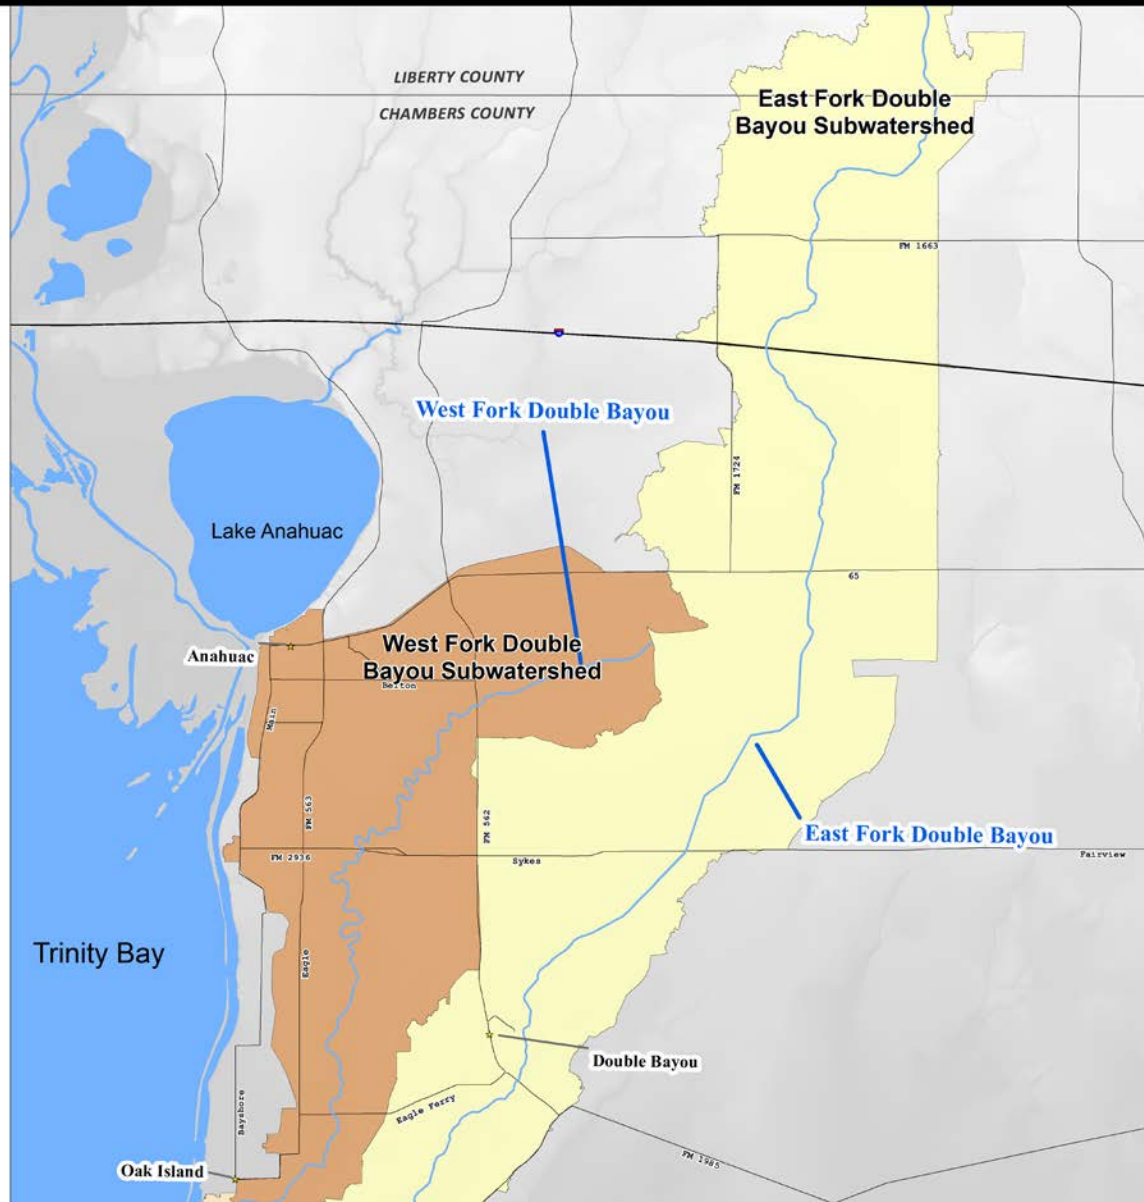 LIBERTY COUNTY
CHAMBERS COUNTY
East Fork Double
Bayou Subwatershed
FM 1663
West Fork Double Bayou
FM 1724
Lake Anahuac
65
Anahuac
West Fork Double
Bayou Subwatershed
Belton
Main
FM 563
FM 562
East Fork Double Bayou
FM 2936
Sykes
Fairview
Trinity Bay
Eagle
Double Bayou
Bayshore
Eagle Ferry
FM 1985
Oak Island